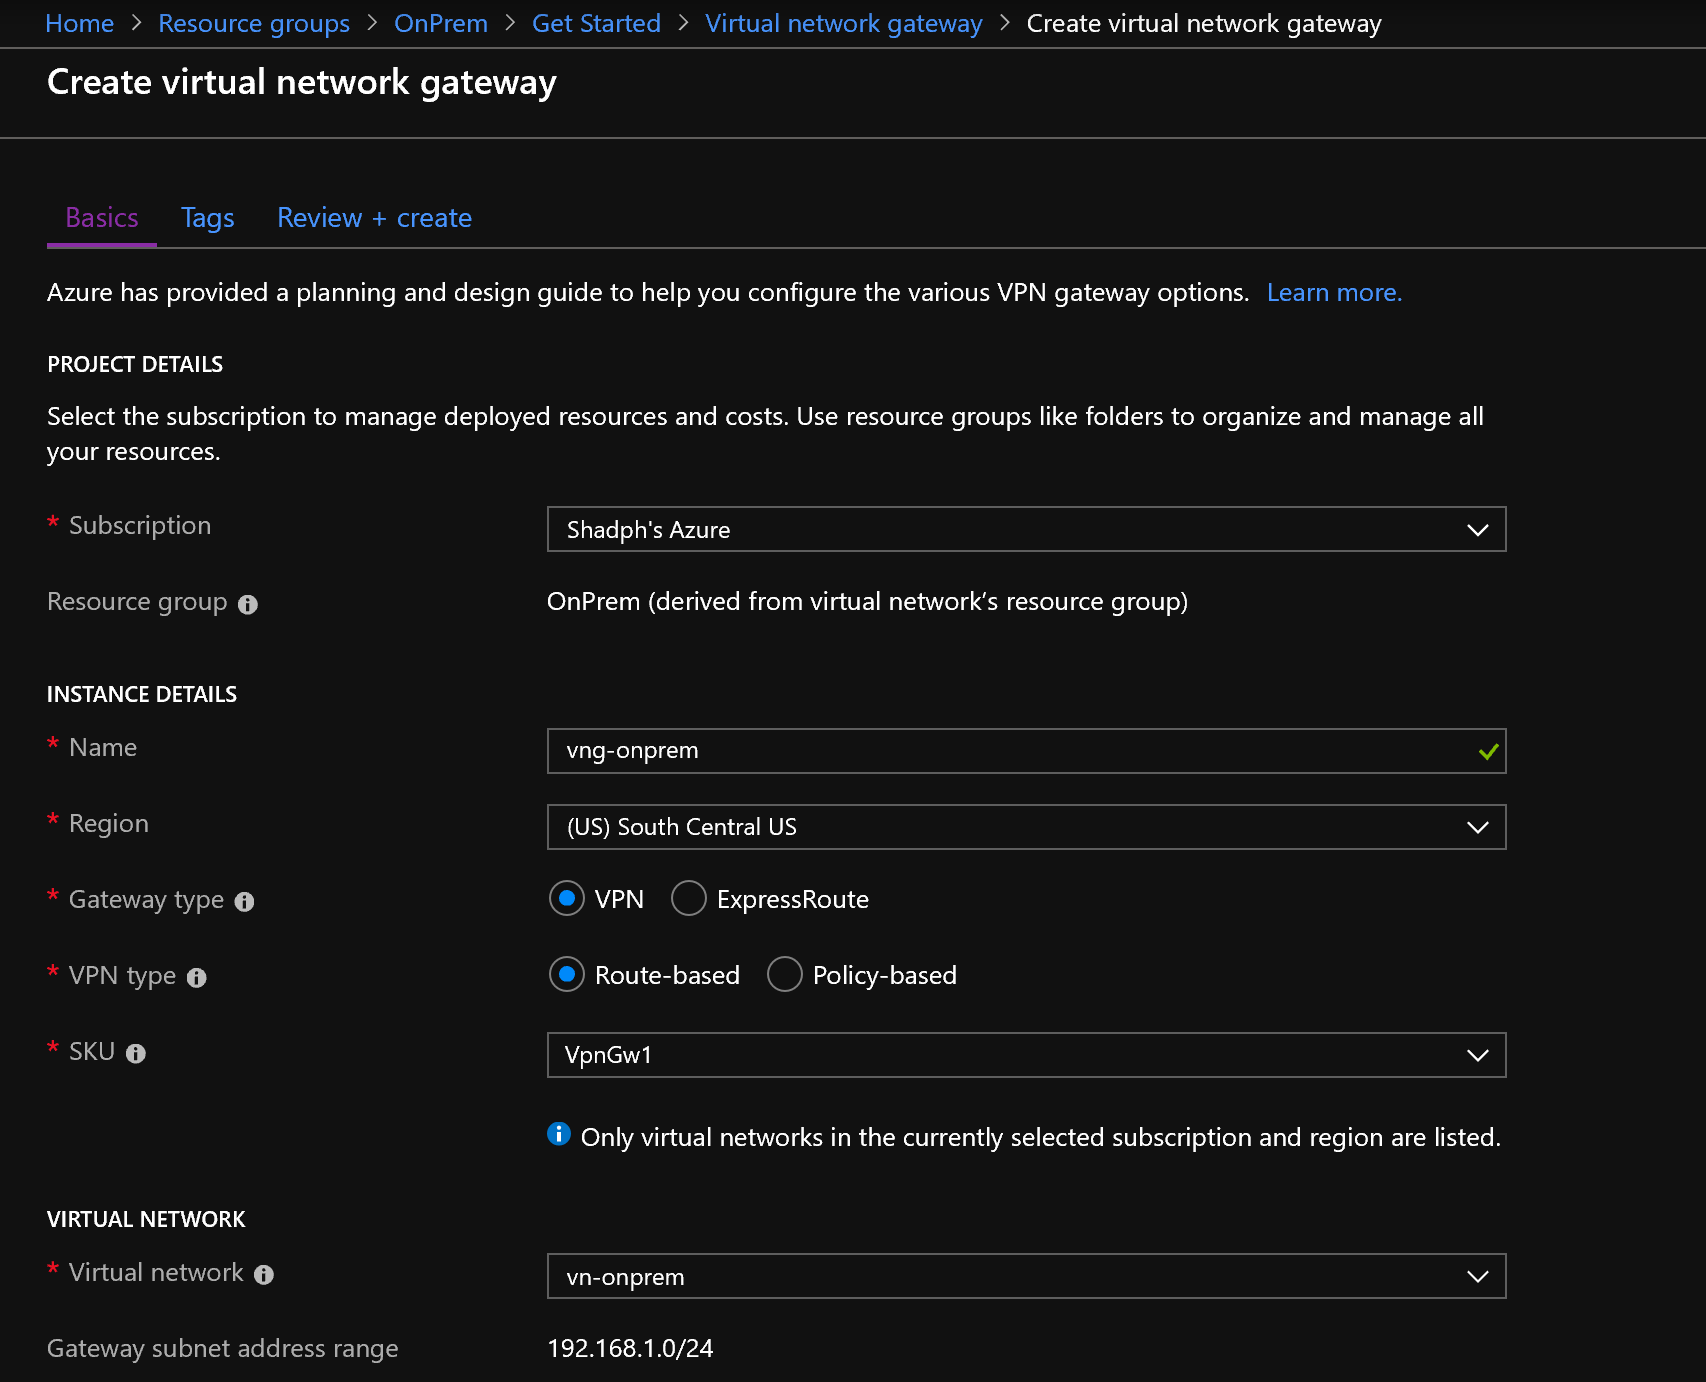 Home > Resource groups > OnPrem > Get Started > Virtual network gateway > Create virtual network gateway
Create virtual network gateway
Basics Tags Review + create
Azure has provided a planning and design guide to help you configure the various VPN gateway options. Learn more.
PROJECT DETAILS
Select the subscription to manage deployed resources and costs. Use resource groups like folders to organize and manage all
your resources.
* Subscription Shadph's Azure
Resource group OnPrem (derived from virtual network’s resource group)
INSTANCE DETAILS
* Name vng-onprem
* Region (US) South Central US
* Gateway type VPN ExpressRoute
* VPN type Route-based Policy-based
* SKU VpnGw1
Only virtual networks in the currently selected subscription and region are listed.
VIRTUAL NETWORK
* Virtual network vn-onprem
Gateway subnet address range 192.168.1.0/24